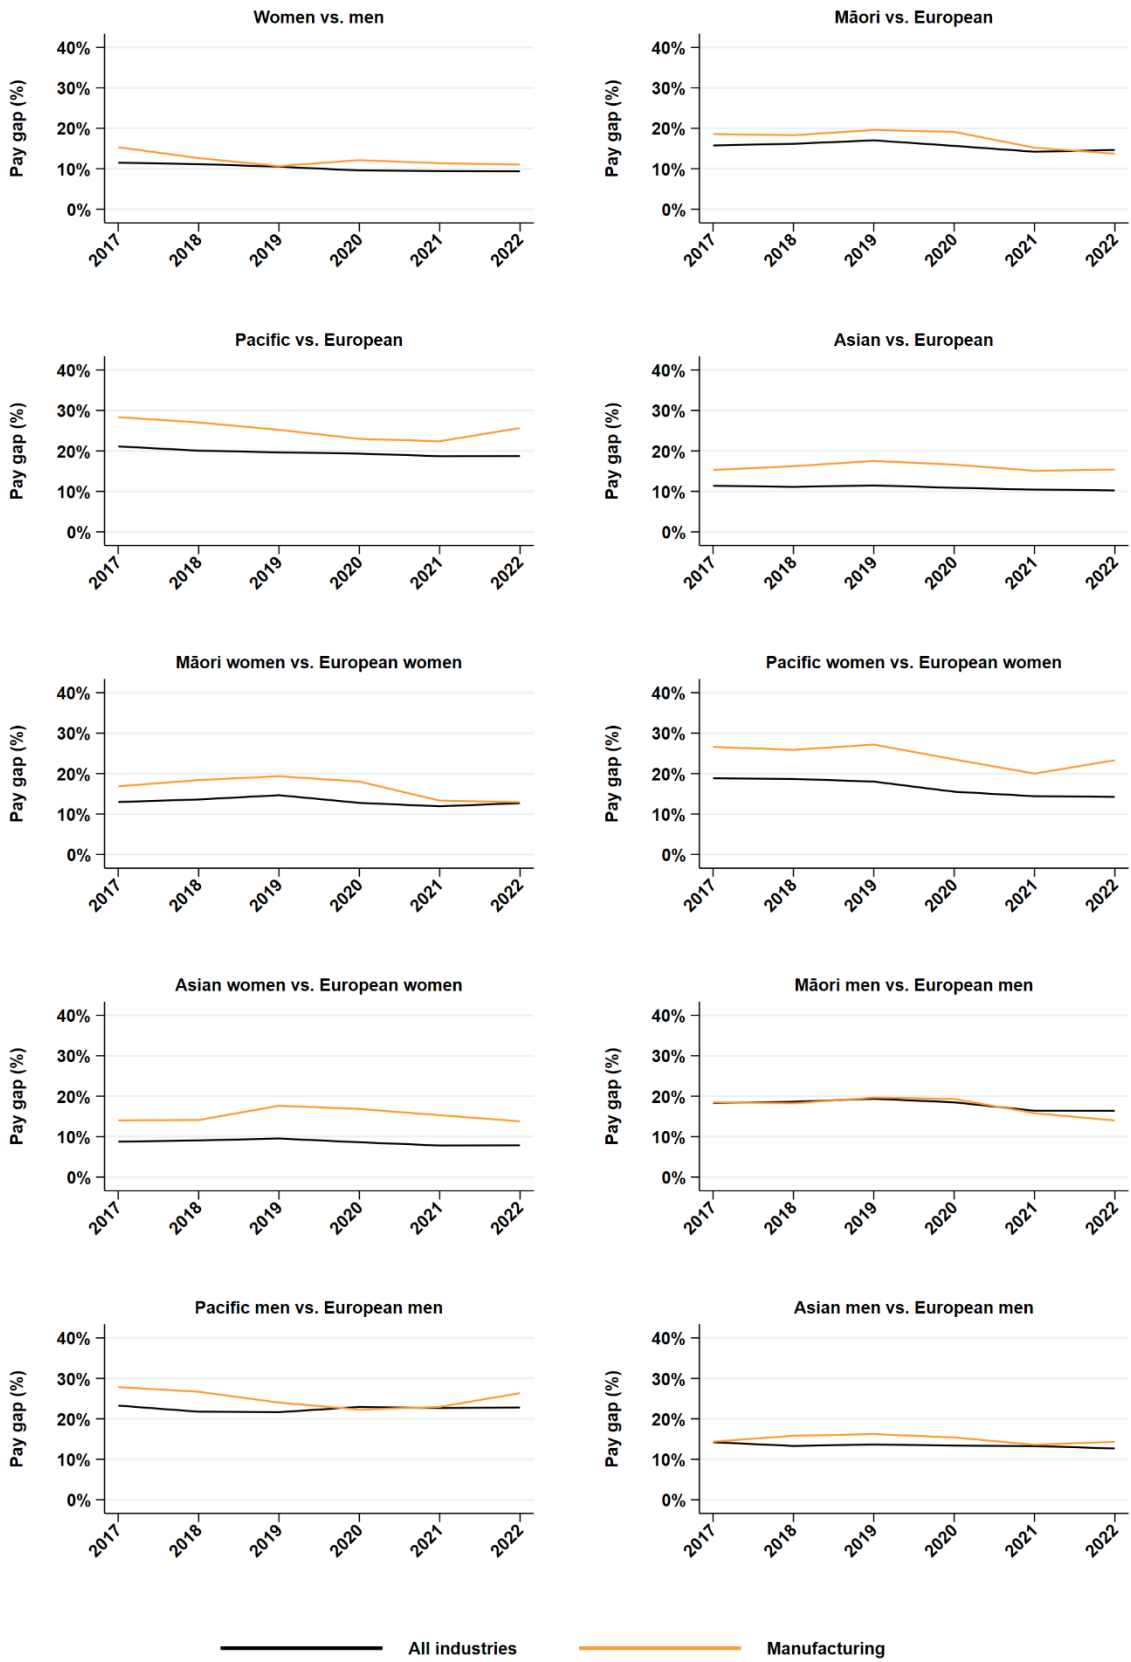 Women vs. men
Pay gap (%)
40%
30%
20%
10%
0%
2017 2018 2019 2020 2021 2022
Māori vs. European
Pay gap (%)
40%
30%
20%
10%
0%
2017 2018 2019 2020 2021 2022
Pacific vs. European
Pay gap (%)
40%
30%
20%
10%
0%
2017 2018 2019 2020 2021 2022
Asian vs. European
Pay gap (%)
40%
30%
20%
10%
0%
2017 2018 2019 2020 2021 2022
Māori women vs. European women
Pay gap (%)
40%
30%
20%
10%
0%
2017 2018 2019 2020 2021 2022
Pacific women vs. European women
Pay gap (%)
40%
30%
20%
10%
0%
2017 2018 2019 2020 2021 2022
Asian women vs. European women
Pay gap (%)
40%
30%
20%
10%
0%
2017 2018 2019 2020 2021 2022
Māori men vs. European men
Pay gap (%)
40%
30%
20%
10%
0%
2017 2018 2019 2020 2021 2022
Pacific men vs. European men
Pay gap (%)
40%
30%
20%
10%
0%
2017 2018 2019 2020 2021 2022
Asian men vs. European men
Pay gap (%)
40%
30%
20%
10%
0%
2017 2018 2019 2020 2021 2022
All industries Manufacturing